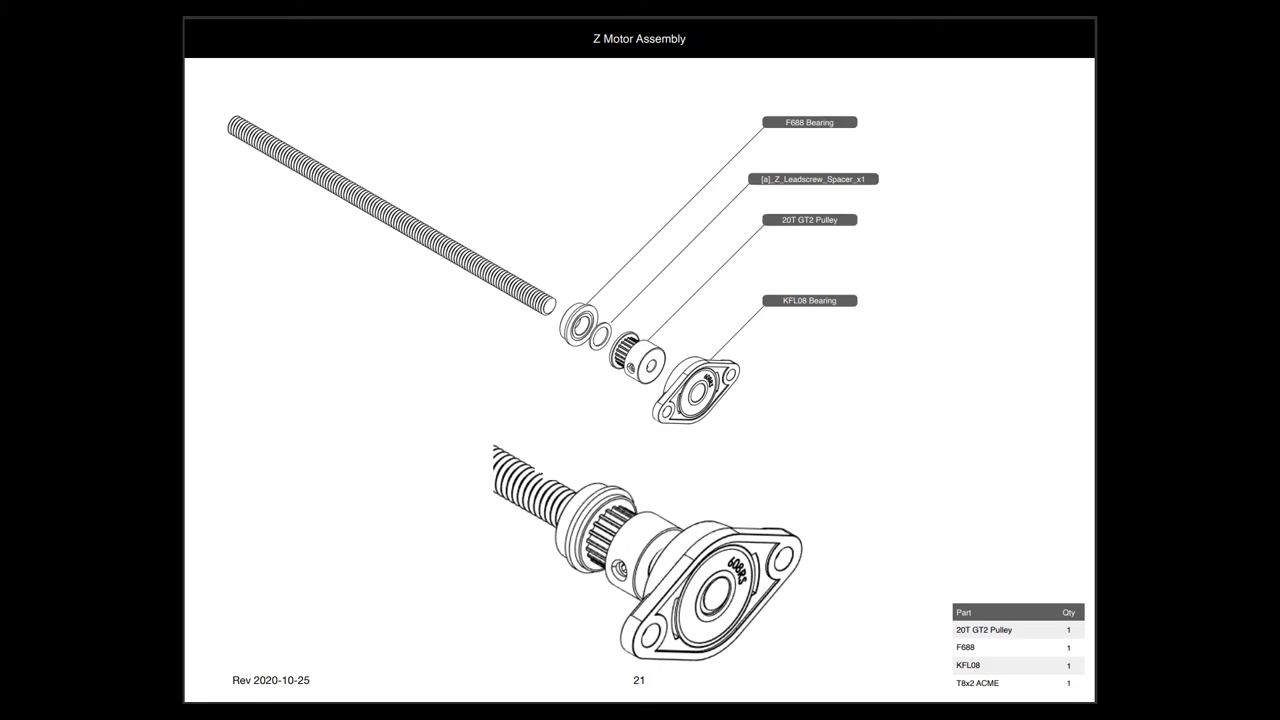 Z Motor Assembly
F688 Bearing
[a]_Z_Leadscrew_Spacer_x1
20T GT2 Pulley
KFL08 Bearing
608RS
Part Qty
20T GT2 Pulley 1
F688 1
KFL08 1
T8x2 ACME 1
Rev 2020-10-25
21